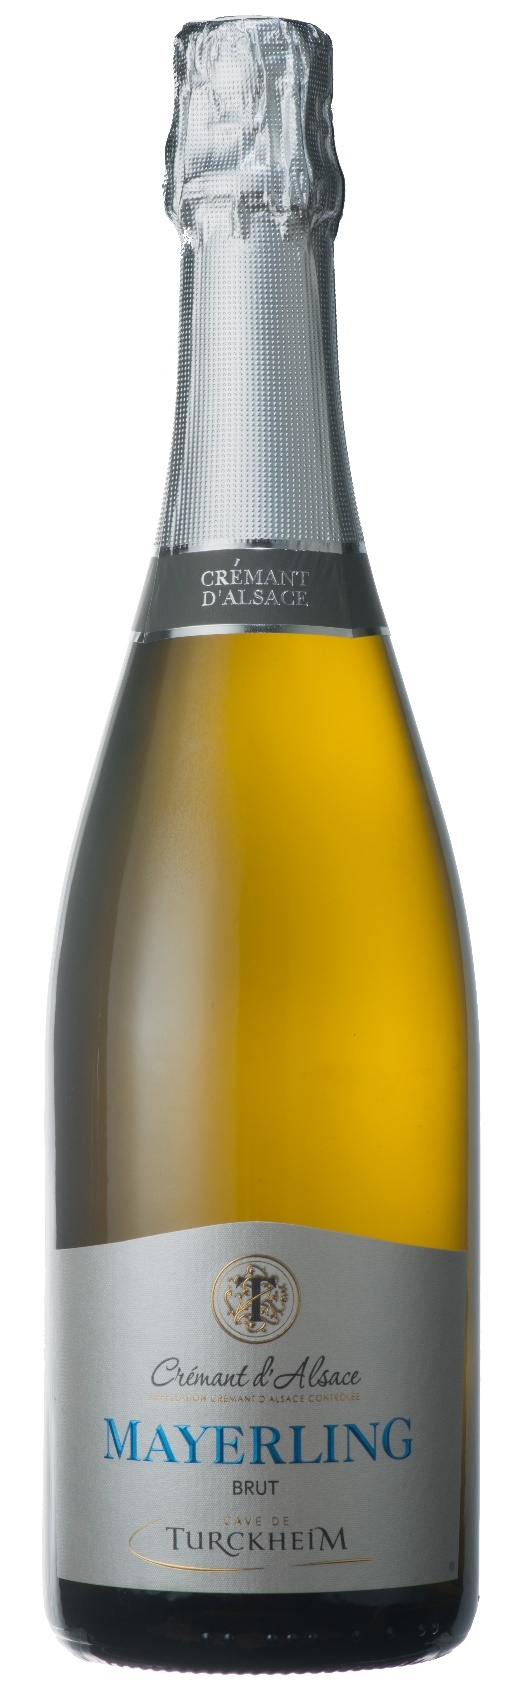 CRÉMANT
D'ALSACE
T
Crémant d'Alsace
APPELLATION CRÉMANT D'ALSACE CONTRÔLÉE
MAYERLING
BRUT
CAVE DE
TURCKHEIM